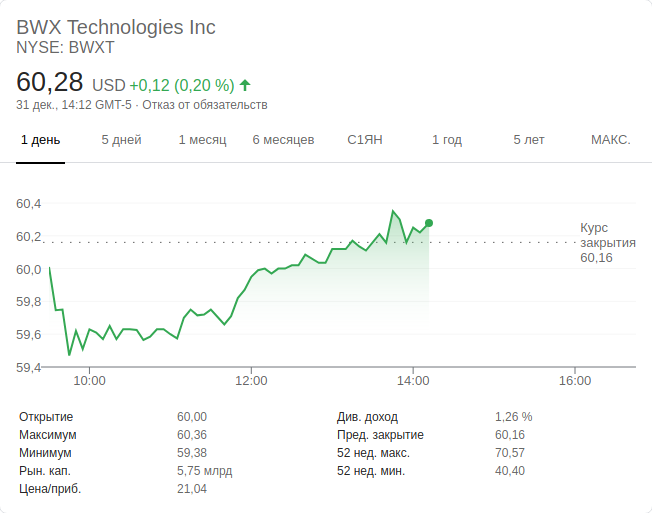 BWX Technologies Inc
NYSE: BWXT
60,28 USD +0,12 (0,20 %)
31 дек., 14:12 GMT-5 · Отказ от обязательств
1 день 5 дней 1 месяц 6 месяцев С1ЯН 1 год 5 лет МАКС.
60,4
60,2
60,0
59,8
59,6
59,4
Курс
закрытия
60,16
10:00 12:00 14:00 16:00
Открытие 60,00
Максимум 60,36
Минимум 59,38
Рын. кап. 5,75 млрд
Цена/приб. 21,04
Див. доход 1,26 %
Пред. закрытие 60,16
52 нед. макс. 70,57
52 нед. мин. 40,40